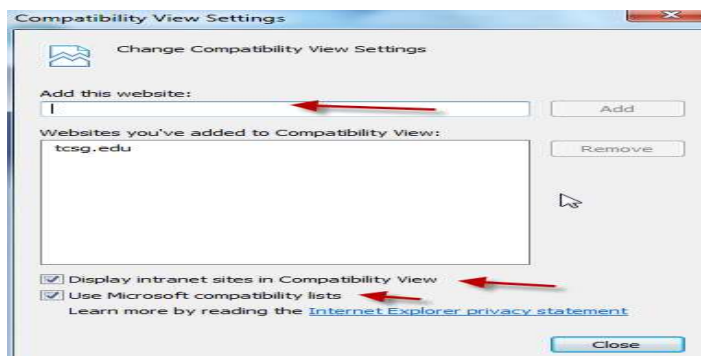 Compatibility View Settings
Change Compatibility View Settings
Add this website:
Add
Websites you've added to Compatibility View:
tcsg.edu
Remove
Display intranet sites in Compatibility View
Use Microsoft compatibility lists
Learn more by reading the Internet Explorer privacy statement
Close